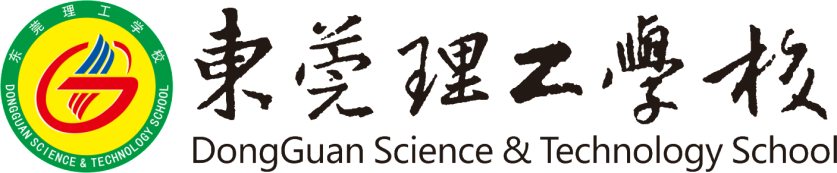 东莞理工学校
DONGGUAN SCIENCE & TECHNOLOGY SCHOOL
東莞理工學校
DongGuan Science & Technology School